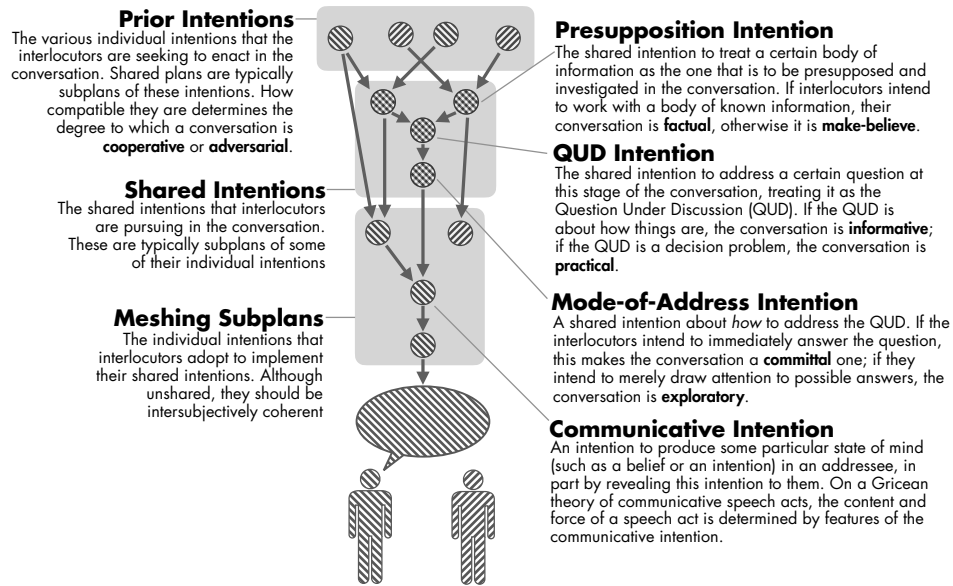 Prior Intentions
The various individual intentions that the
interlocutors are seeking to enact in the
conversation. Shared plans are typically
subplans of these intentions. How
compatible they are determines the
degree to which a conversation is
cooperative or adversarial.
Shared Intentions
The shared intentions that interlocutors
are pursuing in the conversation.
These are typically subplans of some
of their individual intentions
Meshing Subplans
The individual intentions that
interlocutors adopt to implement
their shared intentions. Although
unshared, they should be
intersubjectively coherent
Presupposition Intention
The shared intention to treat a certain body of
information as the one that is to be presupposed and
investigated in the conversation. If interlocutors intend
to work with a body of known information, their
conversation is factual, otherwise it is make-believe.
QUD Intention
The shared intention to address a certain question at
this stage of the conversation, treating it as the
Question Under Discussion (QUD). If the QUD is
about how things are, the conversation is informative;
if the QUD is a decision problem, the conversation is
practical.
Mode-of-Address Intention
A shared intention about how to address the QUD. If the
interlocutors intend to immediately answer the question,
this makes the conversation a committal one; if they
intend to merely draw attention to possible answers, the
conversation is exploratory.
Communicative Intention
An intention to produce some particular state of mind
(such as a belief or an intention) in an addressee, in
part by revealing this intention to them. On a Gricean
theory of communicative speech acts, the content and
force of a speech act is determined by features of the
communicative intention.